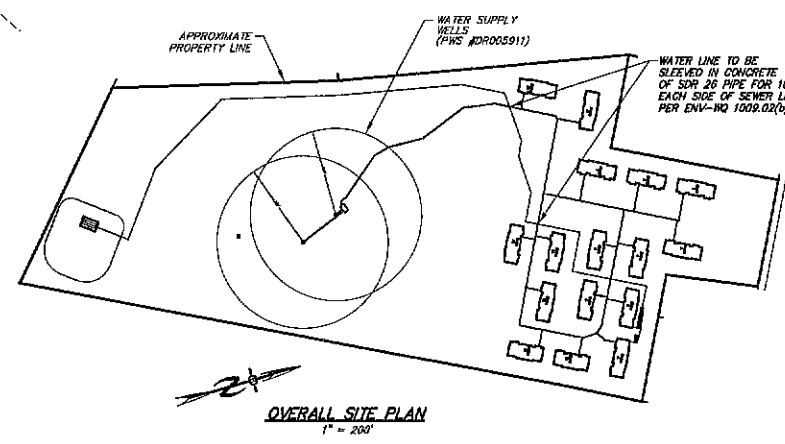 APPROXIMATE
PROPERTY LINE
WATER SUPPLY
WELLS
(PWS #DR005911)
WATER LINE TO BE
SLEEVED IN CONCRETE
OF SDR 26 PIPE FOR 10
EACH SIDE OF SEWER L
PER ENV-WQ 1009.02(b
N
OVERALL SITE PLAN
1" = 200'